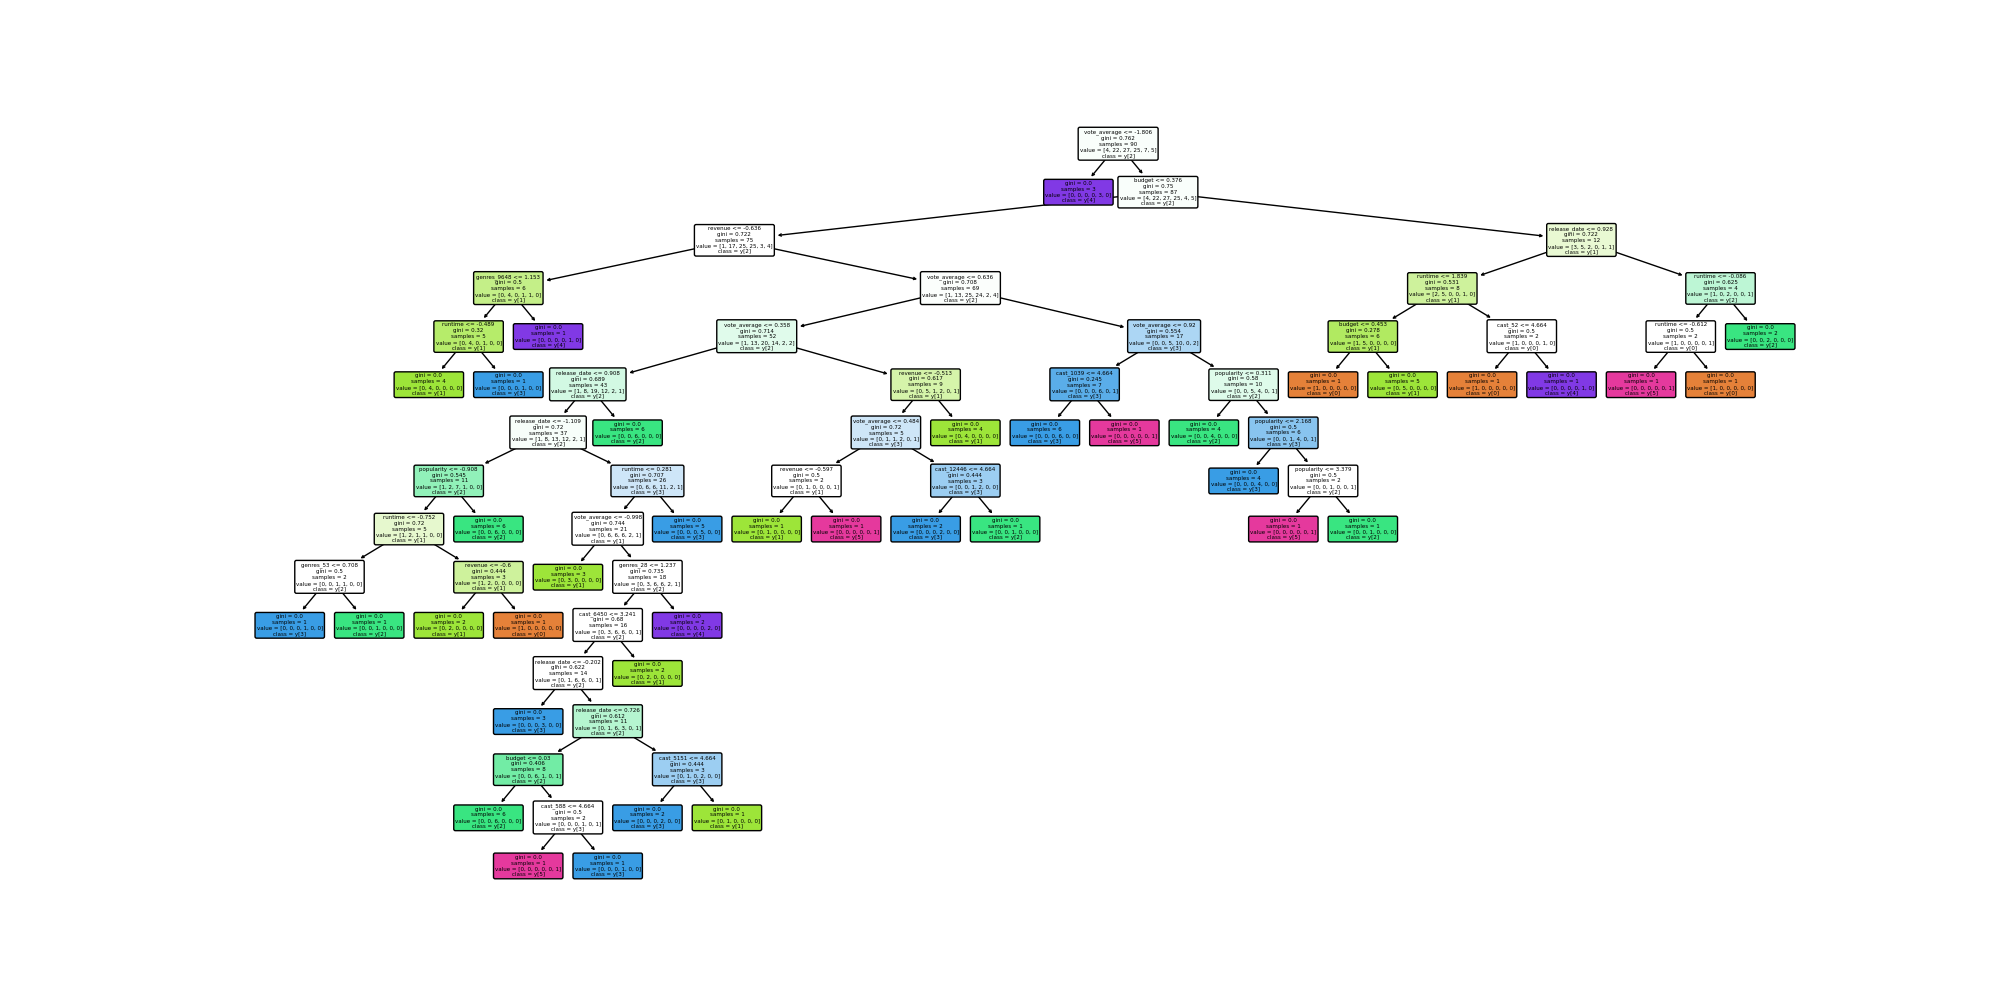 vote_average <= -1.806
gini = 0.762
samples = 90
value = [4, 22, 27, 25, 7, 5]
class = y[2]
gini = 0.0
samples = 3
value = [0, 0, 0, 0, 3, 0]
class = y[4]
budget <= 0.376
gini = 0.75
samples = 87
value = [4, 22, 27, 25, 4, 5]
class = y[2]
revenue <= -0.636
gini = 0.722
samples = 75
value = [1, 17, 25, 25, 3, 4]
class = y[2]
release_date <= 0.928
gini = 0.722
samples = 12
value = [3, 5, 2, 0, 1, 1]
class = y[1]
genres_9648 <= 1.153
gini = 0.5
samples = 6
value = [0, 4, 0, 1, 1, 0]
class = y[1]
vote_average <= 0.636
gini = 0.708
samples = 69
value = [1, 13, 25, 24, 2, 4]
class = y[2]
runtime <= 1.839
gini = 0.531
samples = 8
value = [2, 5, 0, 0, 1, 0]
class = y[1]
runtime <= -0.086
gini = 0.625
samples = 4
value = [1, 0, 2, 0, 0, 1]
class = y[2]
runtime <= -0.489
gini = 0.32
samples = 5
value = [0, 4, 0, 1, 0, 0]
class = y[1]
gini = 0.0
samples = 1
value = [0, 0, 0, 0, 1, 0]
class = y[4]
vote_average <= 0.358
gini = 0.714
samples = 52
value = [1, 13, 20, 14, 2, 2]
class = y[2]
vote_average <= 0.92
gini = 0.554
samples = 17
value = [0, 0, 5, 10, 0, 2]
class = y[3]
budget <= 0.453
gini = 0.278
samples = 6
value = [1, 5, 0, 0, 0, 0]
class = y[1]
cast_52 <= 4.664
gini = 0.5
samples = 2
value = [1, 0, 0, 0, 1, 0]
class = y[0]
runtime <= -0.612
gini = 0.5
samples = 2
value = [1, 0, 0, 0, 0, 1]
class = y[0]
gini = 0.0
samples = 2
value = [0, 0, 2, 0, 0, 0]
class = y[2]
gini = 0.0
samples = 4
value = [0, 4, 0, 0, 0, 0]
class = y[1]
gini = 0.0
samples = 1
value = [0, 0, 0, 1, 0, 0]
class = y[3]
release_date <= 0.908
gini = 0.689
samples = 43
value = [1, 8, 19, 12, 2, 1]
class = y[2]
revenue <= -0.513
gini = 0.617
samples = 9
value = [0, 5, 1, 2, 0, 1]
class = y[1]
cast_1039 <= 4.664
gini = 0.245
samples = 7
value = [0, 0, 0, 6, 0, 1]
class = y[3]
popularity <= 0.311
gini = 0.58
samples = 10
value = [0, 0, 5, 4, 0, 1]
class = y[2]
gini = 0.0
samples = 1
value = [1, 0, 0, 0, 0, 0]
class = y[0]
gini = 0.0
samples = 5
value = [0, 5, 0, 0, 0, 0]
class = y[1]
gini = 0.0
samples = 1
value = [1, 0, 0, 0, 0, 0]
class = y[0]
gini = 0.0
samples = 1
value = [0, 0, 0, 0, 1, 0]
class = y[4]
gini = 0.0
samples = 1
value = [0, 0, 0, 0, 0, 1]
class = y[5]
gini = 0.0
samples = 1
value = [1, 0, 0, 0, 0, 0]
class = y[0]
release_date <= -1.109
gini = 0.72
samples = 37
value = [1, 8, 13, 12, 2, 1]
class = y[2]
gini = 0.0
samples = 6
value = [0, 0, 6, 0, 0, 0]
class = y[2]
vote_average <= 0.484
gini = 0.72
samples = 5
value = [0, 1, 1, 2, 0, 1]
class = y[3]
gini = 0.0
samples = 4
value = [0, 4, 0, 0, 0, 0]
class = y[1]
gini = 0.0
samples = 6
value = [0, 0, 0, 6, 0, 0]
class = y[3]
gini = 0.0
samples = 1
value = [0, 0, 0, 0, 0, 1]
class = y[5]
gini = 0.0
samples = 4
value = [0, 0, 4, 0, 0, 0]
class = y[2]
popularity <= 2.168
gini = 0.5
samples = 6
value = [0, 0, 1, 4, 0, 1]
class = y[3]
popularity <= -0.908
gini = 0.545
samples = 11
value = [1, 2, 7, 1, 0, 0]
class = y[2]
runtime <= 0.281
gini = 0.707
samples = 26
value = [0, 6, 6, 11, 2, 1]
class = y[3]
revenue <= -0.597
gini = 0.5
samples = 2
value = [0, 1, 0, 0, 0, 1]
class = y[1]
cast_12446 <= 4.664
gini = 0.444
samples = 3
value = [0, 0, 1, 2, 0, 0]
class = y[3]
gini = 0.0
samples = 4
value = [0, 0, 0, 4, 0, 0]
class = y[3]
popularity <= 3.379
gini = 0.5
samples = 2
value = [0, 0, 1, 0, 0, 1]
class = y[2]
runtime <= -0.752
gini = 0.72
samples = 5
value = [1, 2, 1, 1, 0, 0]
class = y[1]
gini = 0.0
samples = 6
value = [0, 0, 6, 0, 0, 0]
class = y[2]
vote_average <= -0.998
gini = 0.744
samples = 21
value = [0, 6, 6, 6, 2, 1]
class = y[1]
gini = 0.0
samples = 5
value = [0, 0, 0, 5, 0, 0]
class = y[3]
gini = 0.0
samples = 1
value = [0, 1, 0, 0, 0, 0]
class = y[1]
gini = 0.0
samples = 1
value = [0, 0, 0, 0, 0, 1]
class = y[5]
gini = 0.0
samples = 2
value = [0, 0, 0, 2, 0, 0]
class = y[3]
gini = 0.0
samples = 1
value = [0, 0, 1, 0, 0, 0]
class = y[2]
gini = 0.0
samples = 1
value = [0, 0, 0, 0, 0, 1]
class = y[5]
gini = 0.0
samples = 1
value = [0, 0, 1, 0, 0, 0]
class = y[2]
genres_53 <= 0.708
gini = 0.5
samples = 2
value = [0, 0, 1, 1, 0, 0]
class = y[2]
revenue <= -0.6
gini = 0.444
samples = 3
value = [1, 2, 0, 0, 0, 0]
class = y[1]
gini = 0.0
samples = 3
value = [0, 3, 0, 0, 0, 0]
class = y[1]
genres_28 <= 1.237
gini = 0.735
samples = 18
value = [0, 3, 6, 6, 2, 1]
class = y[2]
gini = 0.0
samples = 1
value = [0, 0, 0, 1, 0, 0]
class = y[3]
gini = 0.0
samples = 1
value = [0, 0, 1, 0, 0, 0]
class = y[2]
gini = 0.0
samples = 2
value = [0, 2, 0, 0, 0, 0]
class = y[1]
gini = 0.0
samples = 1
value = [1, 0, 0, 0, 0, 0]
class = y[0]
cast_6450 <= 3.241
gini = 0.68
samples = 16
value = [0, 3, 6, 6, 0, 1]
class = y[2]
gini = 0.0
samples = 2
value = [0, 0, 0, 0, 2, 0]
class = y[4]
release_date <= -0.202
gini = 0.622
samples = 14
value = [0, 1, 6, 6, 0, 1]
class = y[2]
gini = 0.0
samples = 2
value = [0, 2, 0, 0, 0, 0]
class = y[1]
gini = 0.0
samples = 3
value = [0, 0, 0, 3, 0, 0]
class = y[3]
release_date <= 0.726
gini = 0.612
samples = 11
value = [0, 1, 6, 3, 0, 1]
class = y[2]
budget <= 0.03
gini = 0.406
samples = 8
value = [0, 0, 6, 1, 0, 1]
class = y[2]
cast_5151 <= 4.664
gini = 0.444
samples = 3
value = [0, 1, 0, 2, 0, 0]
class = y[3]
gini = 0.0
samples = 6
value = [0, 0, 6, 0, 0, 0]
class = y[2]
cast_588 <= 4.664
gini = 0.5
samples = 2
value = [0, 0, 0, 1, 0, 1]
class = y[3]
gini = 0.0
samples = 2
value = [0, 0, 0, 2, 0, 0]
class = y[3]
gini = 0.0
samples = 1
value = [0, 1, 0, 0, 0, 0]
class = y[1]
gini = 0.0
samples = 1
value = [0, 0, 0, 0, 0, 1]
class = y[5]
gini = 0.0
samples = 1
value = [0, 0, 0, 1, 0, 0]
class = y[3]